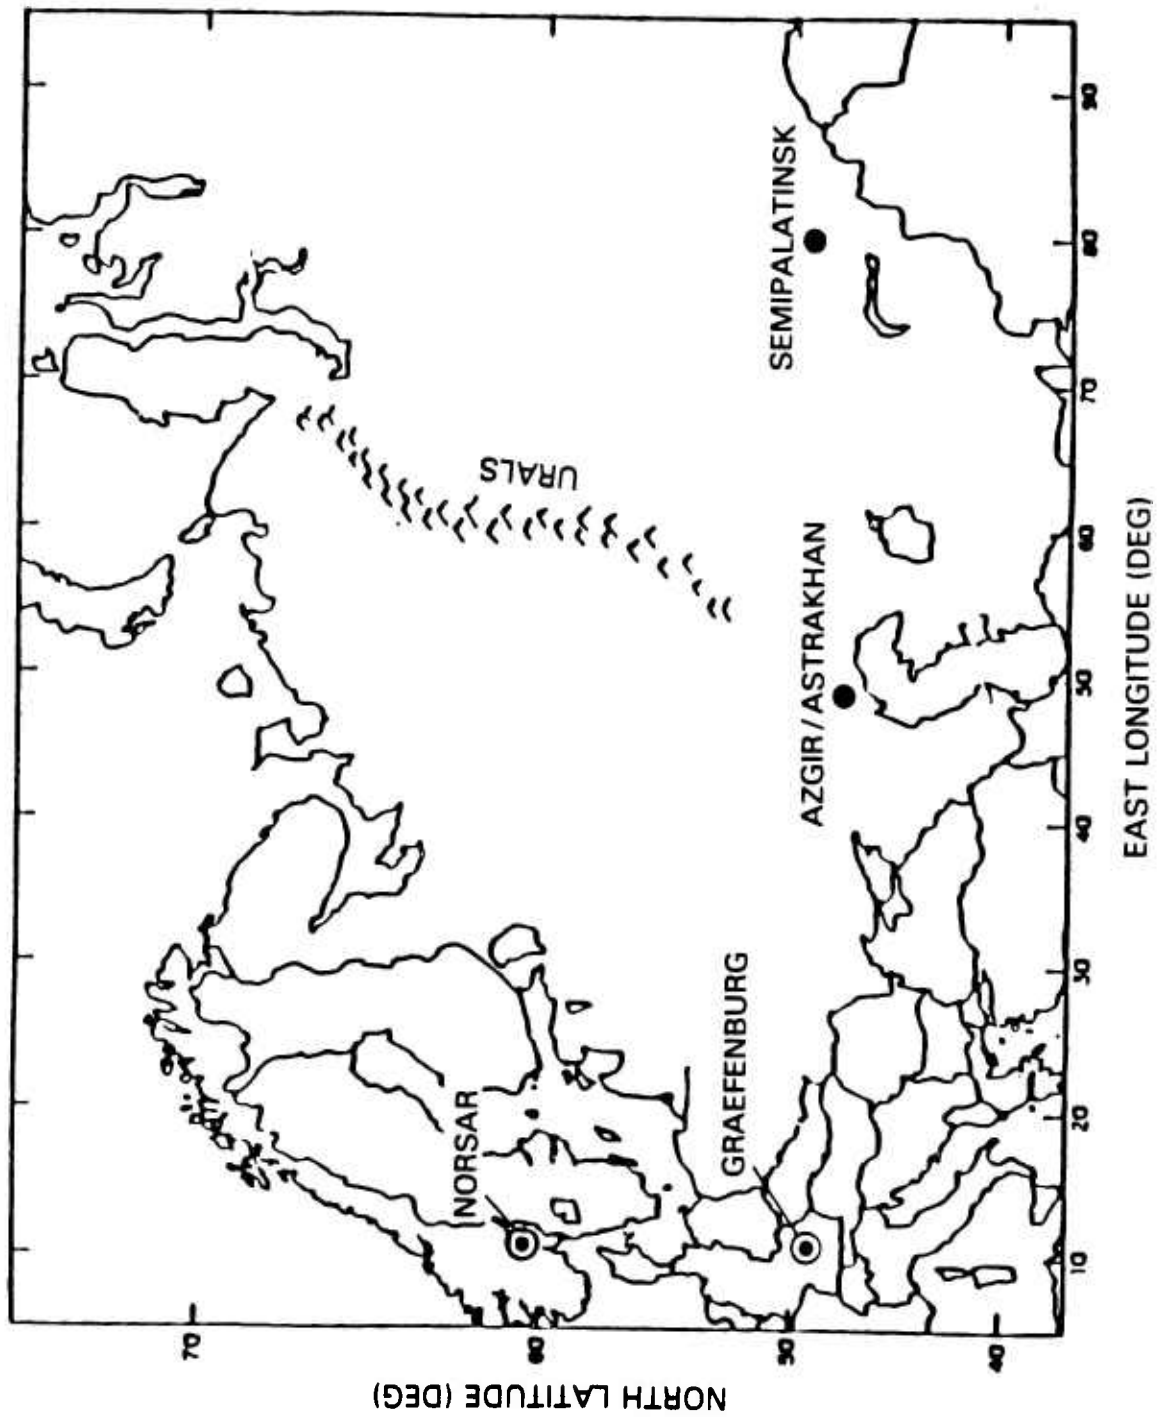 NORTH LATITUDE (DEG)
70
60
50
40
NORSAR
GRAEFENBURG
URALS
AZGIR/ASTRAKHAN
SEMIPALATINSK
10
20
30
40
50
60
70
80
90
EAST LONGITUDE (DEG)